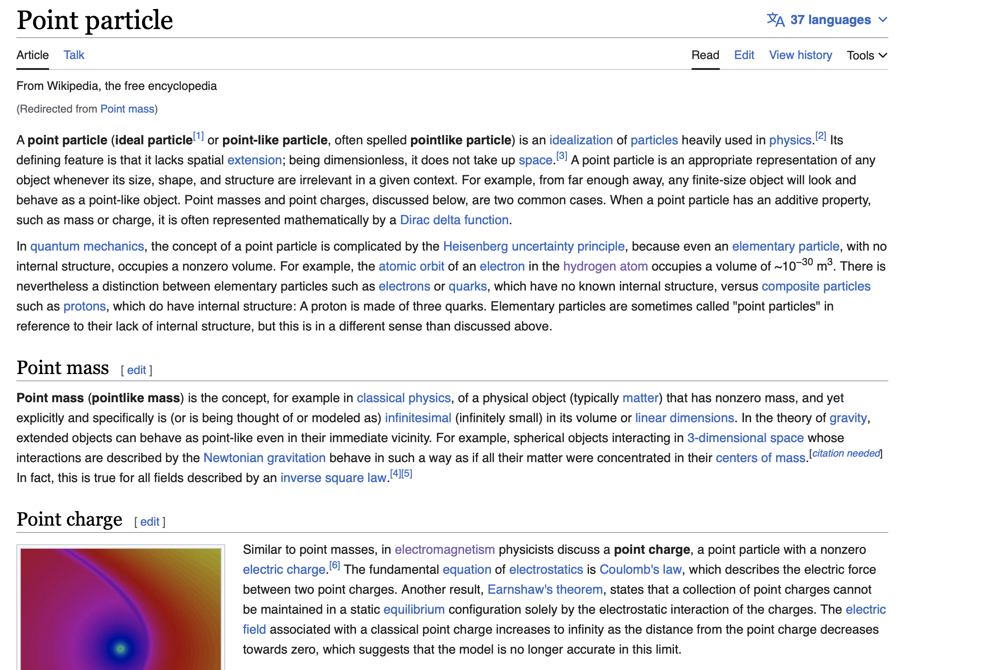 Point particle
37 languages
Article Talk Read Edit View history Tools
From Wikipedia, the free encyclopedia
(Redirected from Point mass)
A point particle (ideal particle[1] or point-like particle, often spelled pointlike particle) is an idealization of particles heavily used in physics.[2] Its
defining feature is that it lacks spatial extension; being dimensionless, it does not take up space.[3] A point particle is an appropriate representation of any
object whenever its size, shape, and structure are irrelevant in a given context. For example, from far enough away, any finite-size object will look and
behave as a point-like object. Point masses and point charges, discussed below, are two common cases. When a point particle has an additive property,
such as mass or charge, it is often represented mathematically by a Dirac delta function.
In quantum mechanics, the concept of a point particle is complicated by the Heisenberg uncertainty principle, because even an elementary particle, with no
internal structure, occupies a nonzero volume. For example, the atomic orbit of an electron in the hydrogen atom occupies a volume of ~10⁻³⁰ m³. There is
nevertheless a distinction between elementary particles such as electrons or quarks, which have no known internal structure, versus composite particles
such as protons, which do have internal structure: A proton is made of three quarks. Elementary particles are sometimes called "point particles" in
reference to their lack of internal structure, but this is in a different sense than discussed above.
Point mass [ edit ]
Point mass (pointlike mass) is the concept, for example in classical physics, of a physical object (typically matter) that has nonzero mass, and yet
explicitly and specifically is (or is being thought of or modeled as) infinitesimal (infinitely small) in its volume or linear dimensions. In the theory of gravity,
extended objects can behave as point-like even in their immediate vicinity. For example, spherical objects interacting in 3-dimensional space whose
interactions are described by the Newtonian gravitation behave in such a way as if all their matter were concentrated in their centers of mass.[citation needed]
In fact, this is true for all fields described by an inverse square law.[4][5]
Point charge [ edit ]
Similar to point masses, in electromagnetism physicists discuss a point charge, a point particle with a nonzero
electric charge.[6] The fundamental equation of electrostatics is Coulomb's law, which describes the electric force
between two point charges. Another result, Earnshaw's theorem, states that a collection of point charges cannot
be maintained in a static equilibrium configuration solely by the electrostatic interaction of the charges. The electric
field associated with a classical point charge increases to infinity as the distance from the point charge decreases
towards zero, which suggests that the model is no longer accurate in this limit.